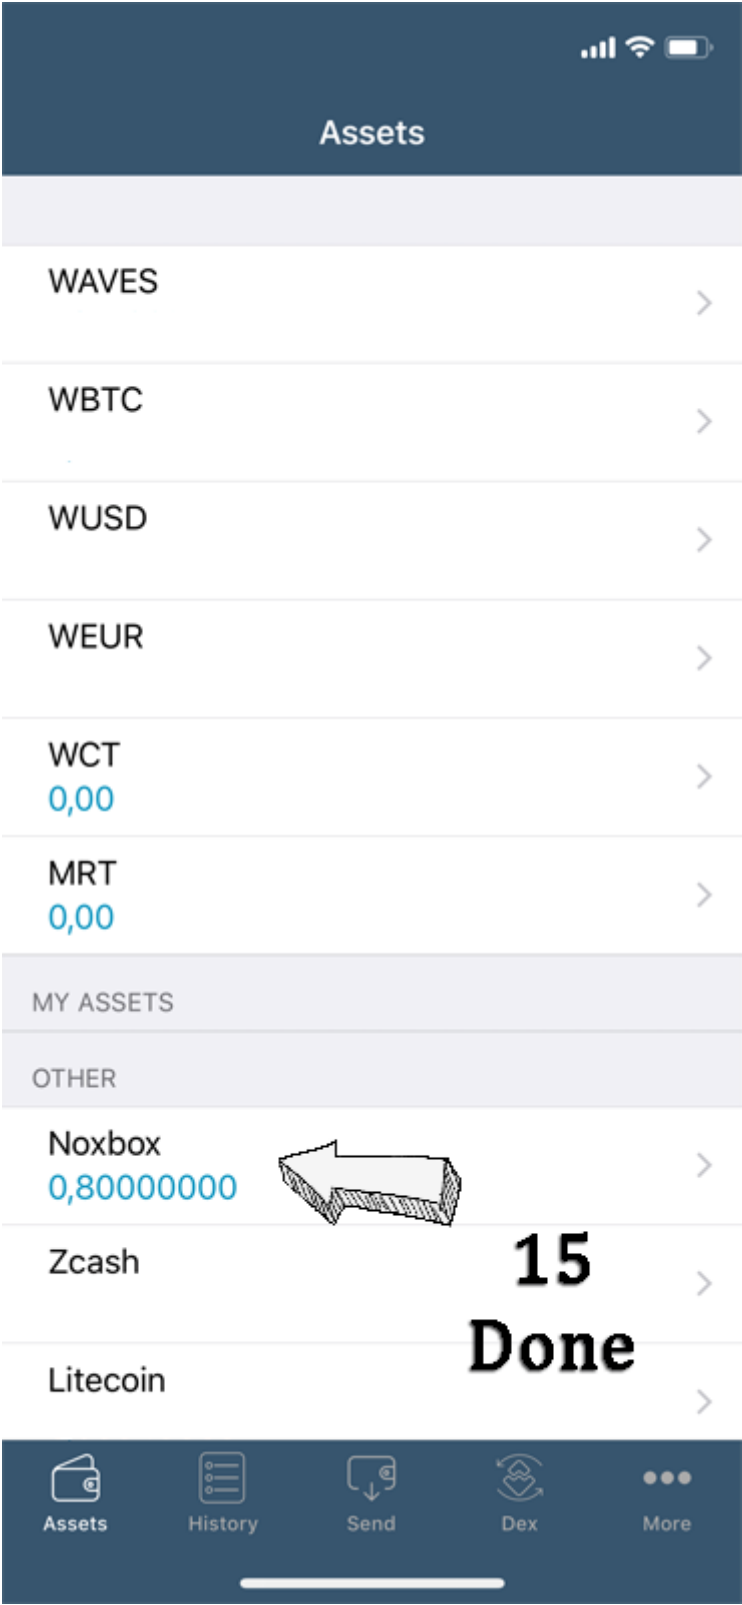 Assets
WAVES
WBTC
WUSD
WEUR
WCT
0,00
MRT
0,00
MY ASSETS
OTHER
Noxbox
0,80000000
Zcash
15
Done
Litecoin
Assets History Send Dex More